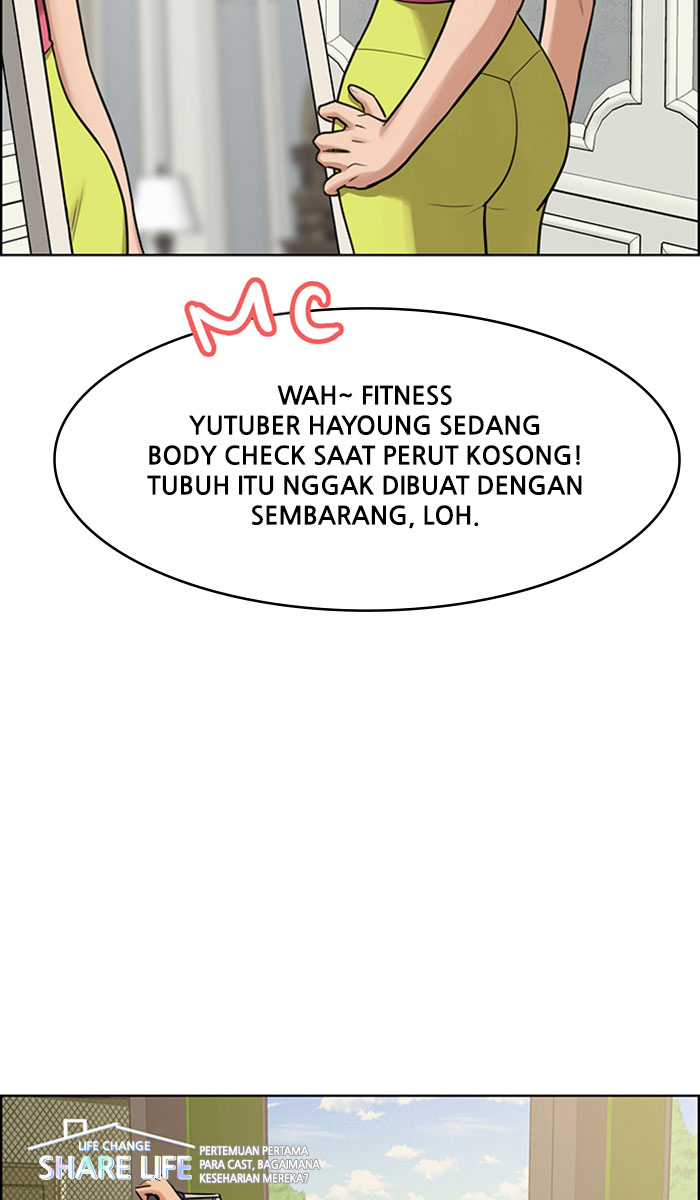 MC
WAH~ FITNESS
YUTUBER HAYOUNG SEDANG
BODY CHECK SAAT PERUT KOSONG!
TUBUH ITU NGGAK DIBUAT DENGAN
SEMBARANG, LOH.
LIFE CHANGE
SHARE LIFE
PERTEMUAN PERTAMA
PARA CAST, BAGAIMANA
KESEHARIAN MEREKA?